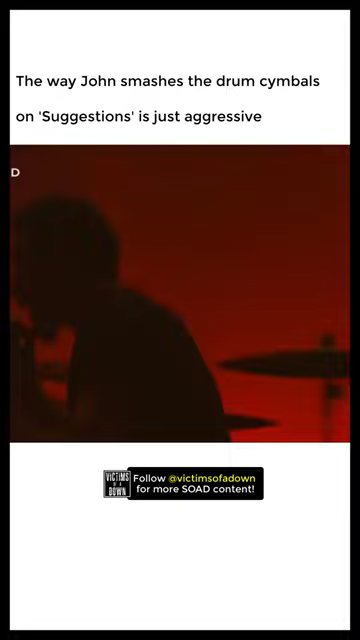 The way John smashes the drum cymbals
on 'Suggestions' is just aggressive
D
VICTIMS
OF A
DOWN
Follow @victimsofadown
for more SOAD content!